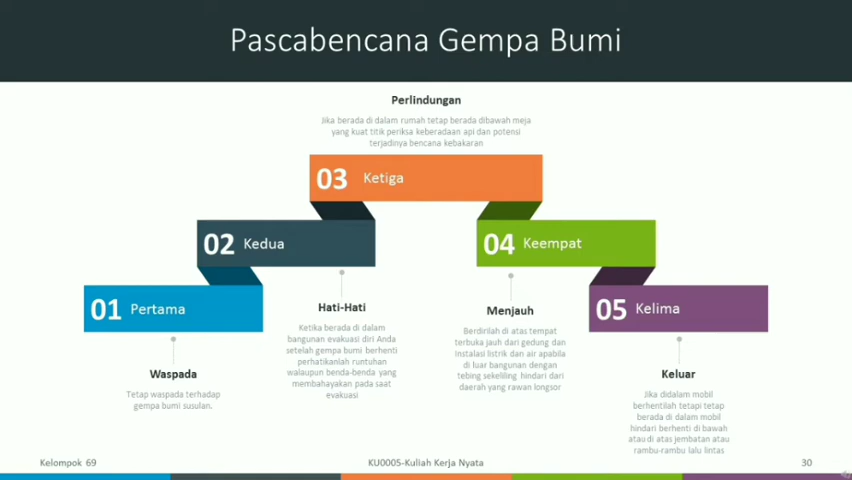 Pascabencana Gempa Bumi
Perlindungan
Jika berada di dalam rumah tetap berada dibawah meja
yang kuat titik periksa keberadaan api dan potensi
terjadinya bencana kebakaran
03 Ketiga
02 Kedua
04 Keempat
01 Pertama
05 Kelima
Hati-Hati
Ketika berada di dalam
bangunan evakuasi diri Anda
setelah gempa bumi berhenti
perhatikanlah runtuhan
walaupun benda-benda yang
membahayakan pada saat
evakuasi
Menjauh
Berdirilah di atas tempat
terbuka jauh dari gedung dan
instalasi listrik dan air apabila
di luar bangunan dengan
tebing sekeliling hindari dari
daerah yang rawan longsor
Waspada
Tetap waspada terhadap
gempa bumi susulan.
Keluar
Jika didalam mobil
berhentilah tetapi tetap
berada di dalam mobil
hindari berhenti di bawah
atau di atas jembatan atau
rambu-rambu lalu lintas
Kelompok 69
KU0005-Kuliah Kerja Nyata
30